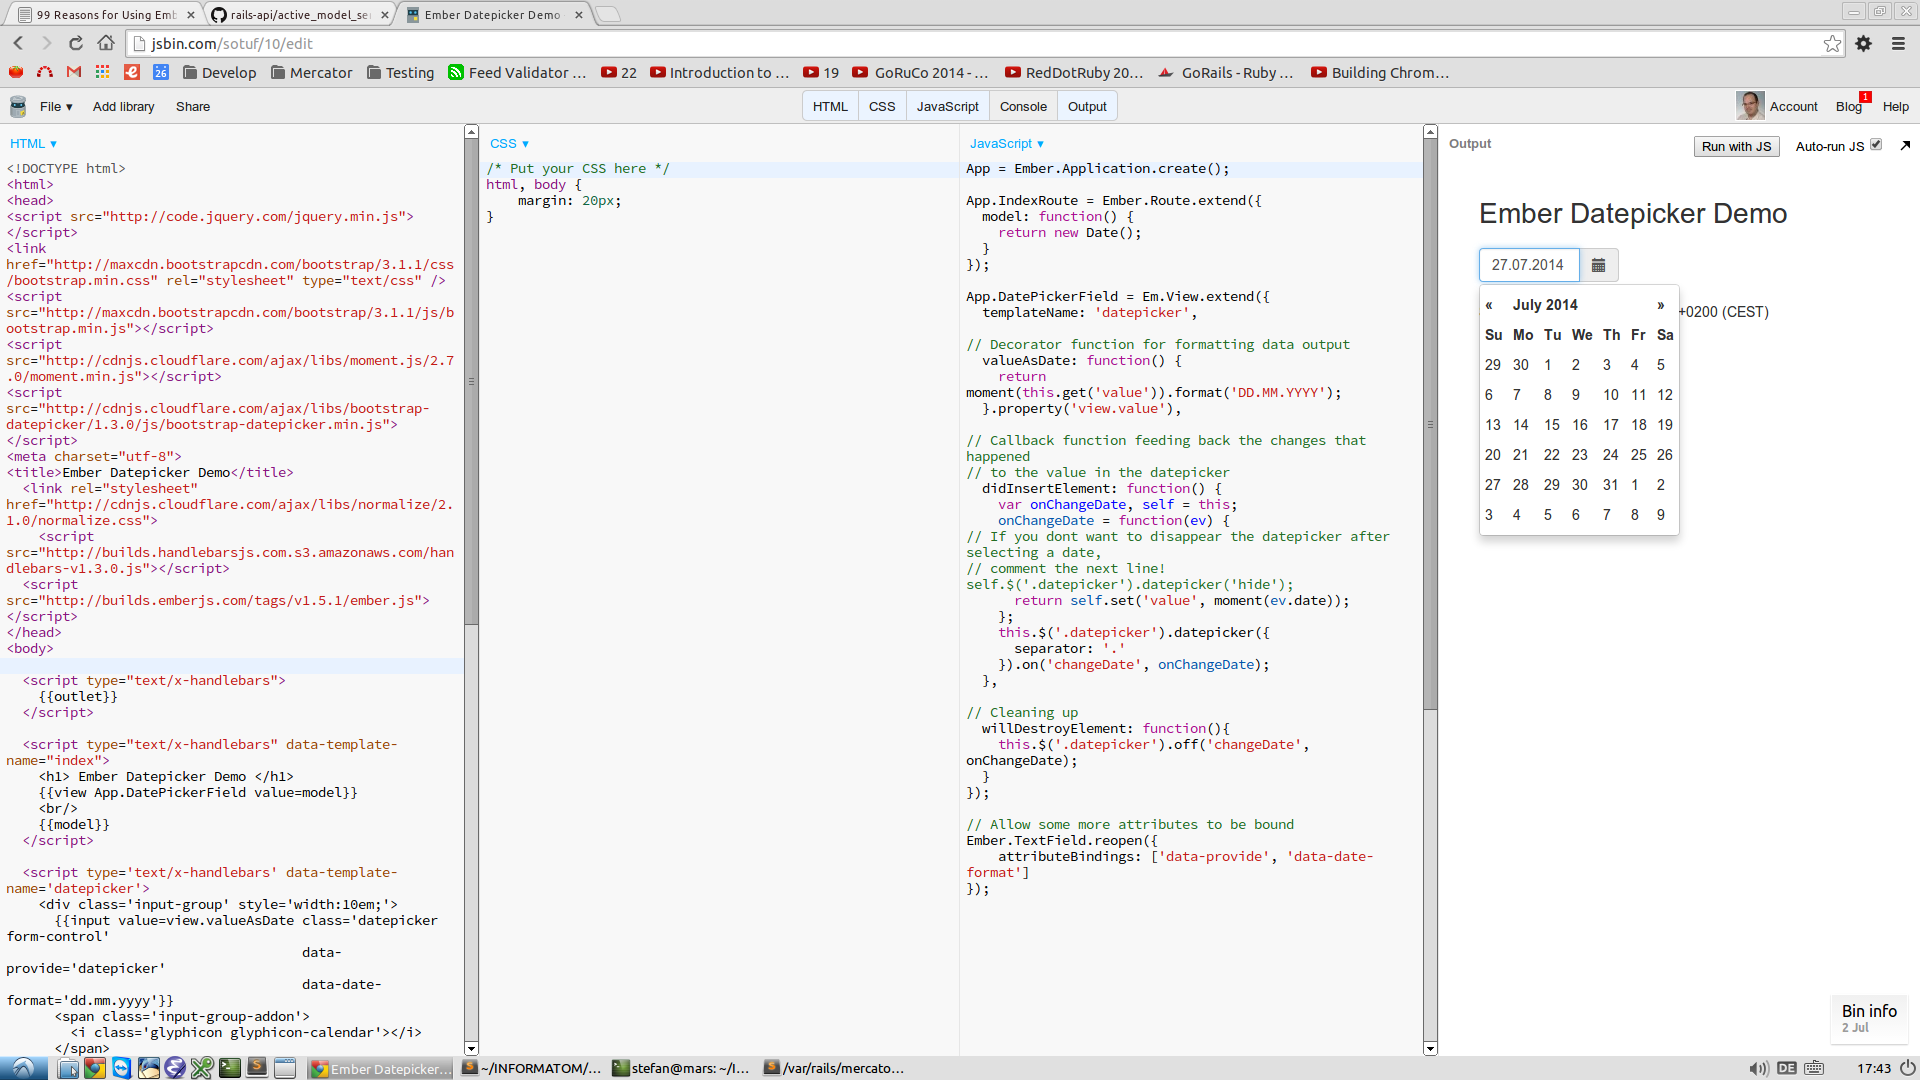 99 Reasons for Using Emb
rails-api/active_model_se
Ember Datepicker Demo
jsbin.com/sotuf/10/edit
26
Develop
Mercator
Testing
Feed Validator ...
22
Introduction to ...
19
GoRuCo 2014 - ...
RedDotRuby 20...
GoRails - Ruby ...
Building Chrom...
File ▾
Add library
Share
HTML
CSS
JavaScript
Console
Output
Account
Blog
1
Help
HTML ▾
<!DOCTYPE html>
<html>
<head>
<script src="http://code.jquery.com/jquery.min.js">
</script>
<link
href="http://maxcdn.bootstrapcdn.com/bootstrap/3.1.1/css
/bootstrap.min.css" rel="stylesheet" type="text/css" />
<script
src="http://maxcdn.bootstrapcdn.com/bootstrap/3.1.1/js/b
ootstrap.min.js"></script>
<script
src="http://cdnjs.cloudflare.com/ajax/libs/moment.js/2.7
.0/moment.min.js"></script>
<script
src="http://cdnjs.cloudflare.com/ajax/libs/bootstrap-
datepicker/1.3.0/js/bootstrap-datepicker.min.js">
</script>
<meta charset="utf-8">
<title>Ember Datepicker Demo</title>
<link rel="stylesheet"
href="http://cdnjs.cloudflare.com/ajax/libs/normalize/2.
1.0/normalize.css">
<script
src="http://builds.handlebarsjs.com.s3.amazonaws.com/han
dlebars-v1.3.0.js"></script>
<script
src="http://builds.emberjs.com/tags/v1.5.1/ember.js">
</script>
</head>
<body>
<script type="text/x-handlebars">
{{outlet}}
</script>
<script type="text/x-handlebars" data-template-
name="index">
<h1> Ember Datepicker Demo </h1>
{{view App.DatePickerField value=model}}
<br/>
{{model}}
</script>
<script type='text/x-handlebars' data-template-
name='datepicker'>
<div class='input-group' style='width:10em;'>
{{input value=view.valueAsDate class='datepicker
form-control'
data-
provide='datepicker'
data-date-
format='dd.mm.yyyy'}}
<span class='input-group-addon'>
<i class='glyphicon glyphicon-calendar'></i>
</span>
CSS ▾
/* Put your CSS here */
html, body {
margin: 20px;
}
JavaScript ▾
App = Ember.Application.create();
App.IndexRoute = Ember.Route.extend({
model: function() {
return new Date();
}
});
App.DatePickerField = Em.View.extend({
templateName: 'datepicker',
// Decorator function for formatting data output
valueAsDate: function() {
return
moment(this.get('value')).format('DD.MM.YYYY');
}.property('view.value'),
// Callback function feeding back the changes that
happened
// to the value in the datepicker
didInsertElement: function() {
var onChangeDate, self = this;
onChangeDate = function(ev) {
// If you dont want to disappear the datepicker after
selecting a date,
// comment the next line!
self.$('.datepicker').datepicker('hide');
return self.set('value', moment(ev.date));
};
this.$('.datepicker').datepicker({
separator: '.'
}).on('changeDate', onChangeDate);
},
// Cleaning up
willDestroyElement: function(){
this.$('.datepicker').off('changeDate',
onChangeDate);
}
});
// Allow some more attributes to be bound
Ember.TextField.reopen({
attributeBindings: ['data-provide', 'data-date-
format']
});
Output
Run with JS
Auto-run JS
Ember Datepicker Demo
27.07.2014
+0200 (CEST)
« July 2014 »
Su Mo Tu We Th Fr Sa
29 30 1 2 3 4 5
6 7 8 9 10 11 12
13 14 15 16 17 18 19
20 21 22 23 24 25 26
27 28 29 30 31 1 2
3 4 5 6 7 8 9
Bin info
2 Jul
Ember Datepicker...
~/INFORMATOM/...
stefan@mars: ~/I...
/var/rails/mercato...
DE
17:43